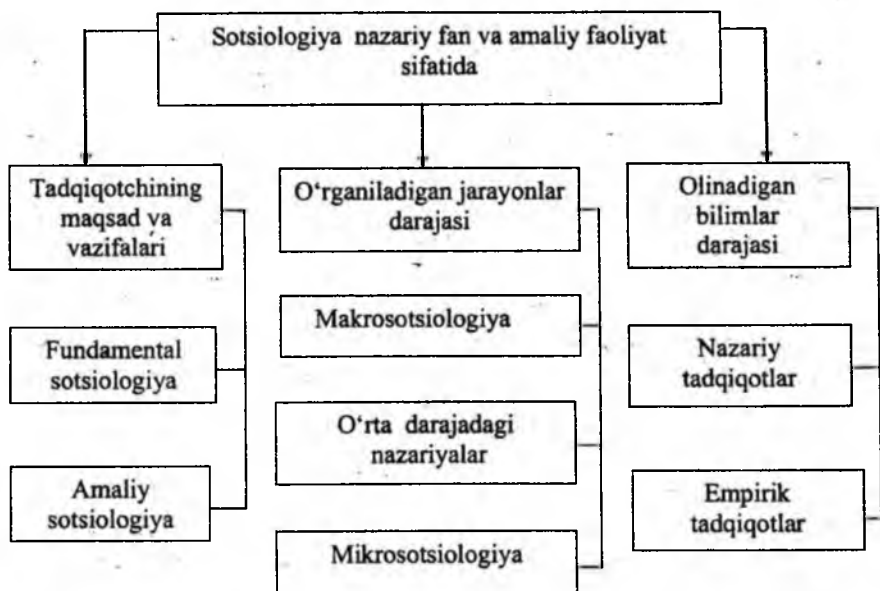 Sotsiologiya nazariy fan va amaliy faoliyat
sifatida
Tadqiqotchining
maqsad va
vazifalari
Fundamental
sotsiologiya
Amaliy
sotsiologiya
O‘rganiladigan jarayonlar
darajasi
Makrosotsiologiya
O‘rta darajadagi
nazariyalar
Mikrosotsiologiya
Olinadigan
bilimlar
darajasi
Nazariy
tadqiqotlar
Empirik
tadqiqotlar